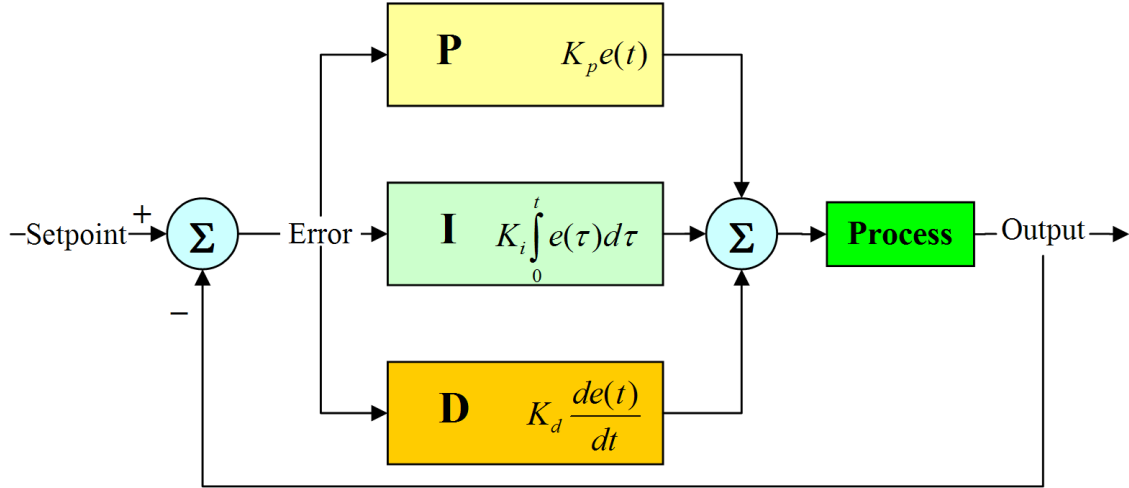 P K_p e(t)
–Setpoint + Σ Error I K_i ∫_0^t e(τ)dτ Σ Process Output
–
D K_d de(t)/dt